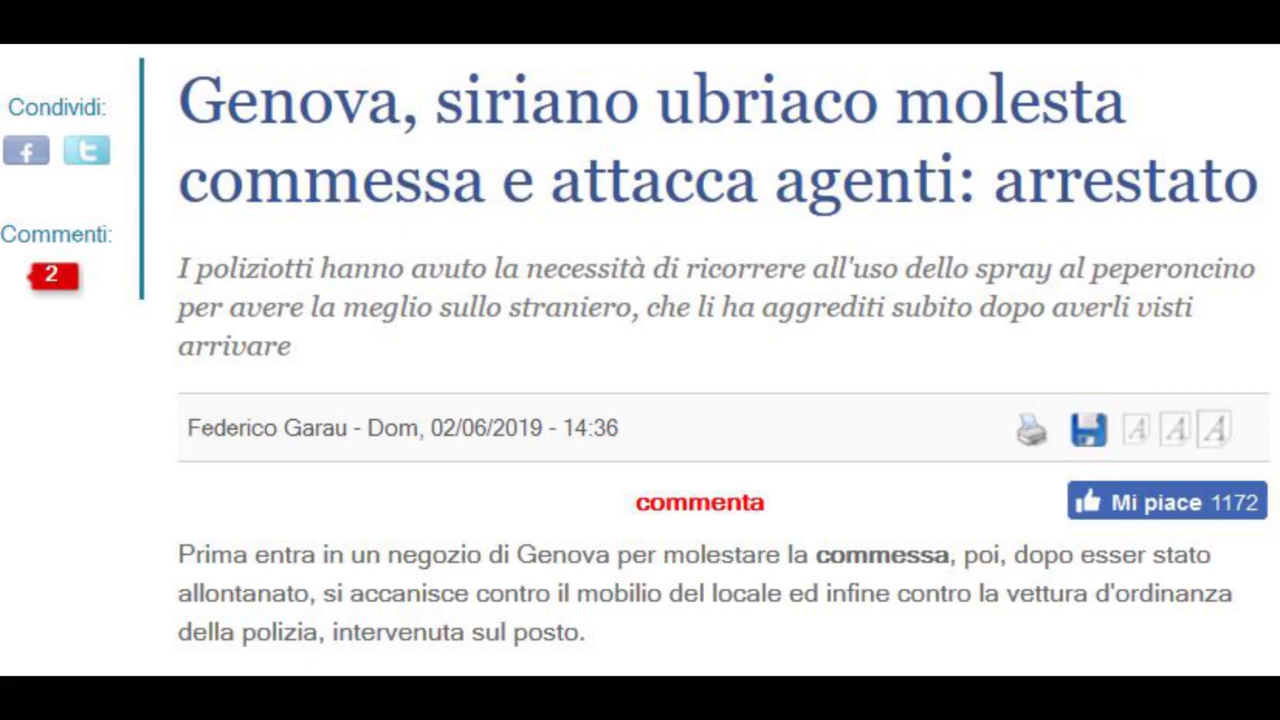 Condividi:
Commenti:
2
Genova, siriano ubriaco molesta
commessa e attacca agenti: arrestato
I poliziotti hanno avuto la necessità di ricorrere all'uso dello spray al peperoncino
per avere la meglio sullo straniero, che li ha aggrediti subito dopo averli visti
arrivare
Federico Garau - Dom, 02/06/2019 - 14:36
A A A
commenta
Mi piace 1172
Prima entra in un negozio di Genova per molestare la commessa, poi, dopo esser stato
allontanato, si accanisce contro il mobilio del locale ed infine contro la vettura d'ordinanza
della polizia, intervenuta sul posto.